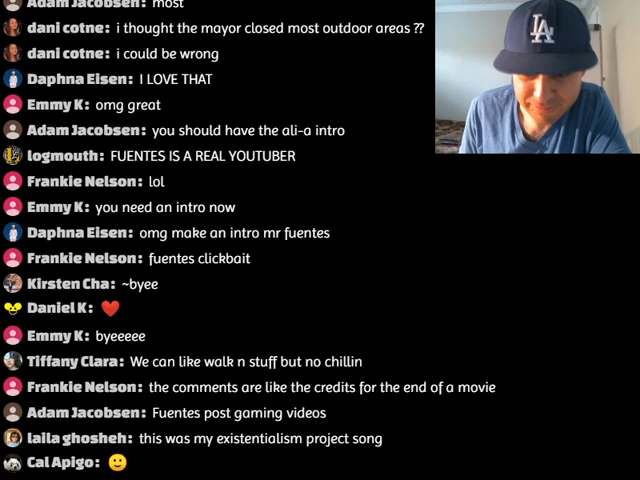 Adam Jacobsen: most
dani cotne: i thought the mayor closed most outdoor areas ??
dani cotne: i could be wrong
Daphna Eisen: I LOVE THAT
Emmy K: omg great
Adam Jacobsen: you should have the ali-a intro
logmouth: FUENTES IS A REAL YOUTUBER
Frankie Nelson: lol
Emmy K: you need an intro now
Daphna Eisen: omg make an intro mr fuentes
Frankie Nelson: fuentes clickbait
Kirsten Cha: ~byee
Daniel K: ❤️
Emmy K: byeeeee
Tiffany Clara: We can like walk n stuff but no chillin
Frankie Nelson: the comments are like the credits for the end of a movie
Adam Jacobsen: Fuentes post gaming videos
laila ghosheh: this was my existentialism project song
Cal Apigo: 🙂
LA